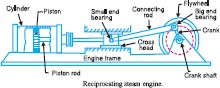 Cylinder
Piston
Small end
bearing
Connecting
rod
Flywheel
Big end
bearing
Crank
Cross
head
Engine frame
Piston rod
Crank shaft
Reciprocating steam engine.